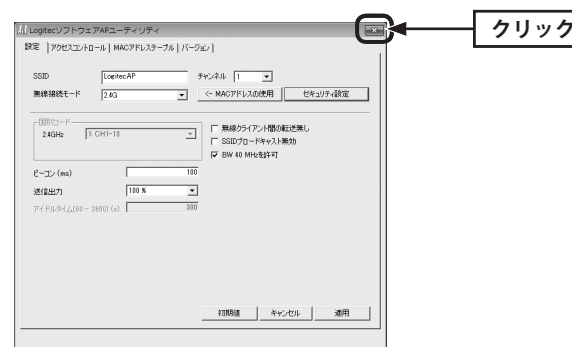 LogitecソフトウェアAPユーティリティ
クリック
設定 | アクセスコントロール | MACアドレステーブル | バージョン |
SSID LogitecAP チャンネル 1
無線接続モード 2.4G <- MACアドレスの使用 セキュリティ設定
国別コード
2.4GHz 1: CH1-13
無線クライアント間の転送無し
SSIDブロードキャスト無効
BW 40 MHzを許可
ビーコン (ms) 100
送信出力 100 %
アイドルタイム(60 - 3600) (s) 300
初期値 キャンセル 適用